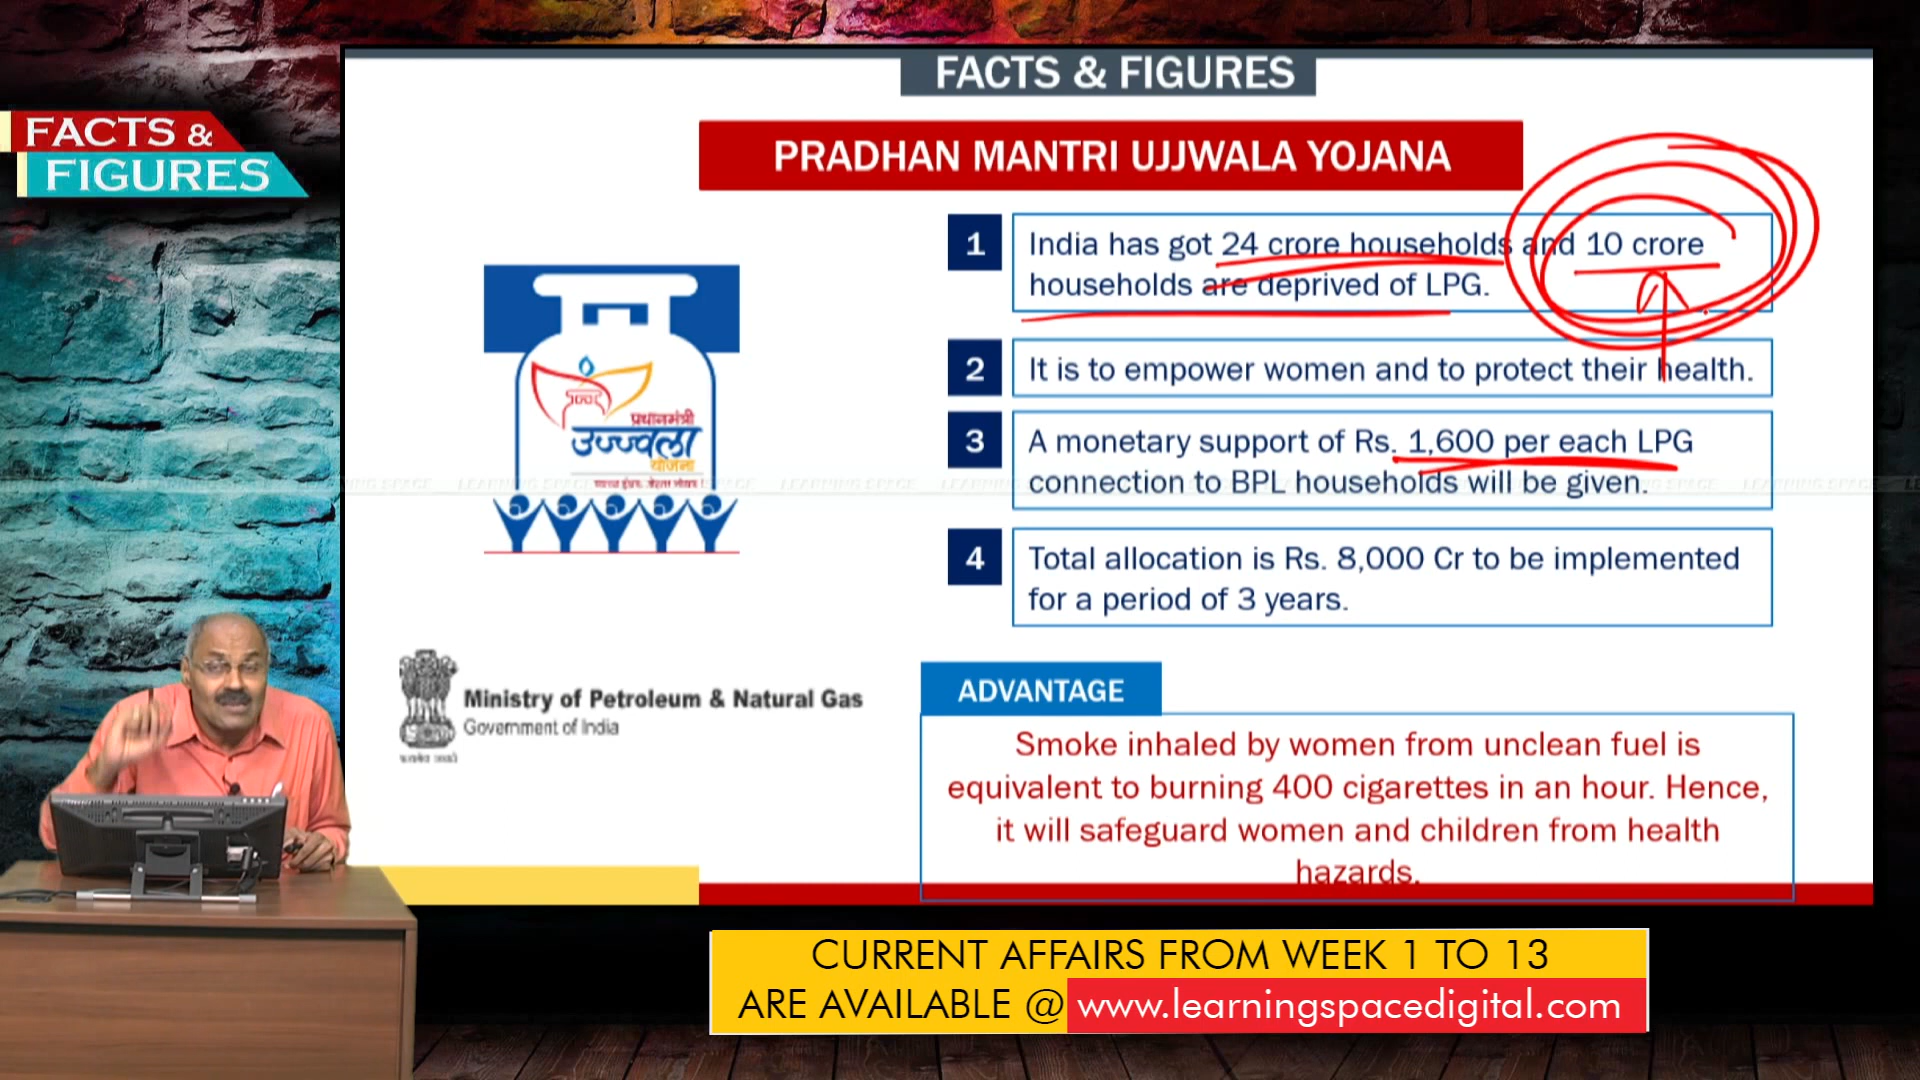 FACTS & FIGURES
FACTS &
FIGURES
PRADHAN MANTRI UJJWALA YOJANA
1
India has got 24 crore households and 10 crore
households are deprived of LPG.
2
It is to empower women and to protect their health.
3
A monetary support of Rs. 1,600 per each LPG
connection to BPL households will be given.
4
Total allocation is Rs. 8,000 Cr to be implemented
for a period of 3 years.
प्रधानमंत्री
उज्ज्वला
योजना
LEARNING SPACE
Ministry of Petroleum & Natural Gas
Government of India
ADVANTAGE
Smoke inhaled by women from unclean fuel is
equivalent to burning 400 cigarettes in an hour. Hence,
it will safeguard women and children from health
hazards.
CURRENT AFFAIRS FROM WEEK 1 TO 13
ARE AVAILABLE @ www.learningspacedigital.com